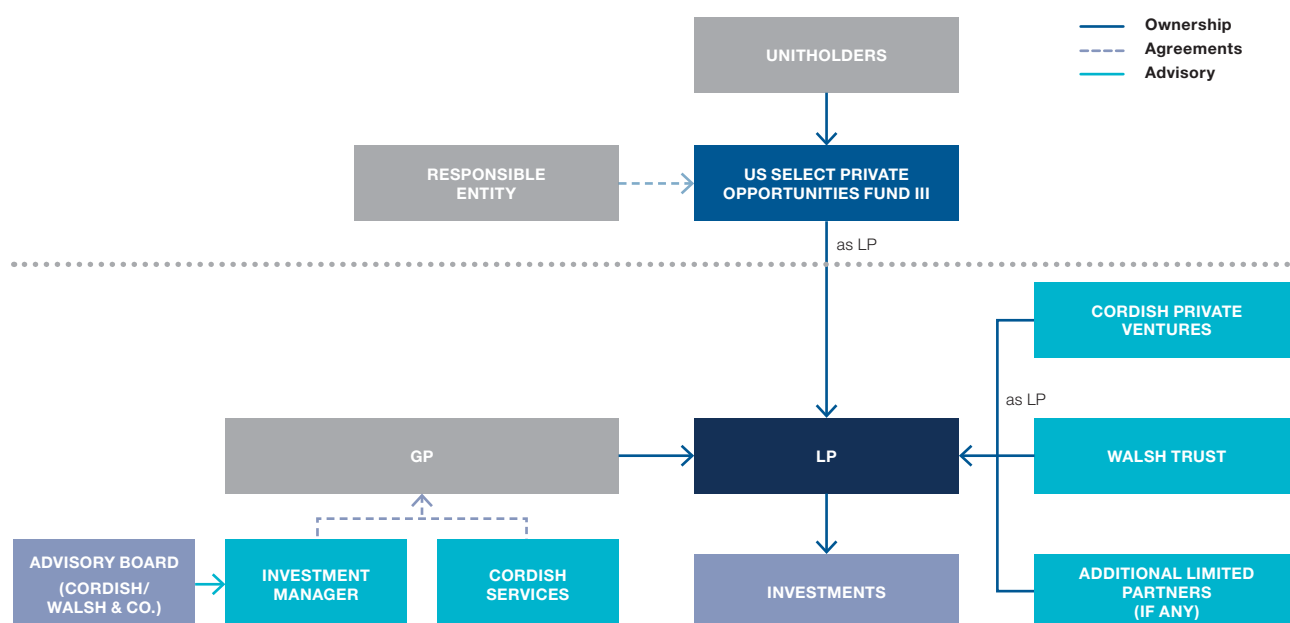 Ownership
Agreements
Advisory
UNITHOLDERS
RESPONSIBLE
ENTITY
US SELECT PRIVATE
OPPORTUNITIES FUND III
as LP
CORDISH PRIVATE
VENTURES
as LP
GP
LP
WALSH TRUST
ADVISORY BOARD
(CORDISH/
WALSH & CO.)
INVESTMENT
MANAGER
CORDISH
SERVICES
INVESTMENTS
ADDITIONAL LIMITED
PARTNERS
(IF ANY)